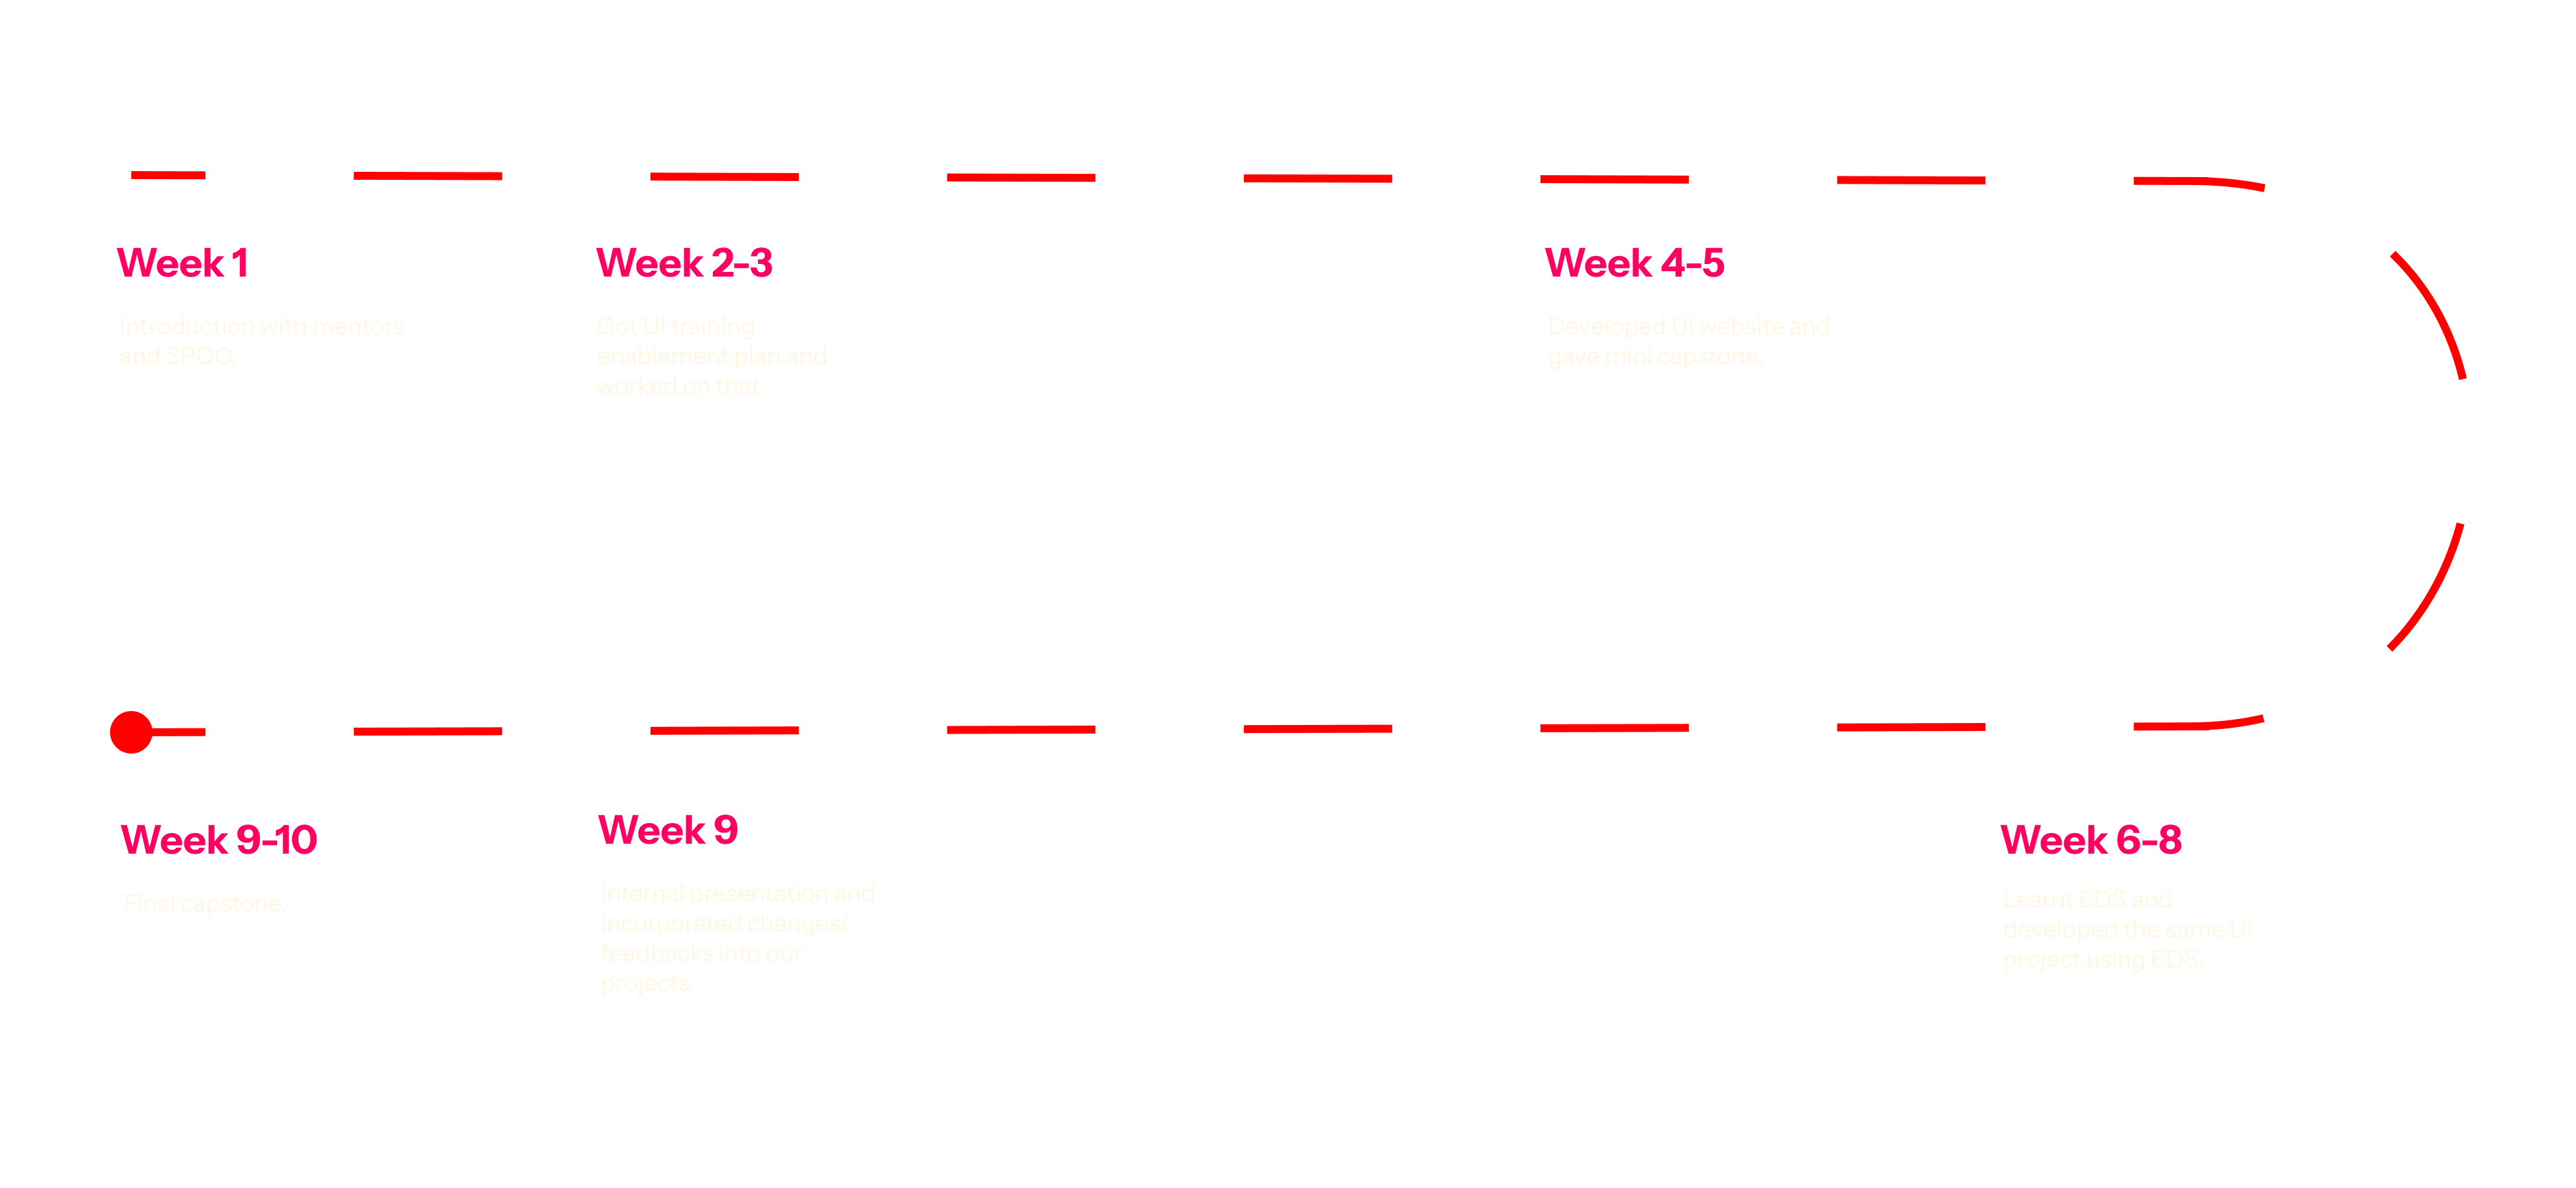 Week 1
Introduction with mentors
and SPOC.
Week 2-3
Got UI training
enablement plan and
worked on that.
Week 4-5
Developed UI website and
gave mini capstone.
Week 9-10
Final capstone.
Week 9
Internal presentation and
incorporated changes/
feedbacks into our
projects.
Week 6-8
Learnt EDS and
developed the same UI
project using EDS.